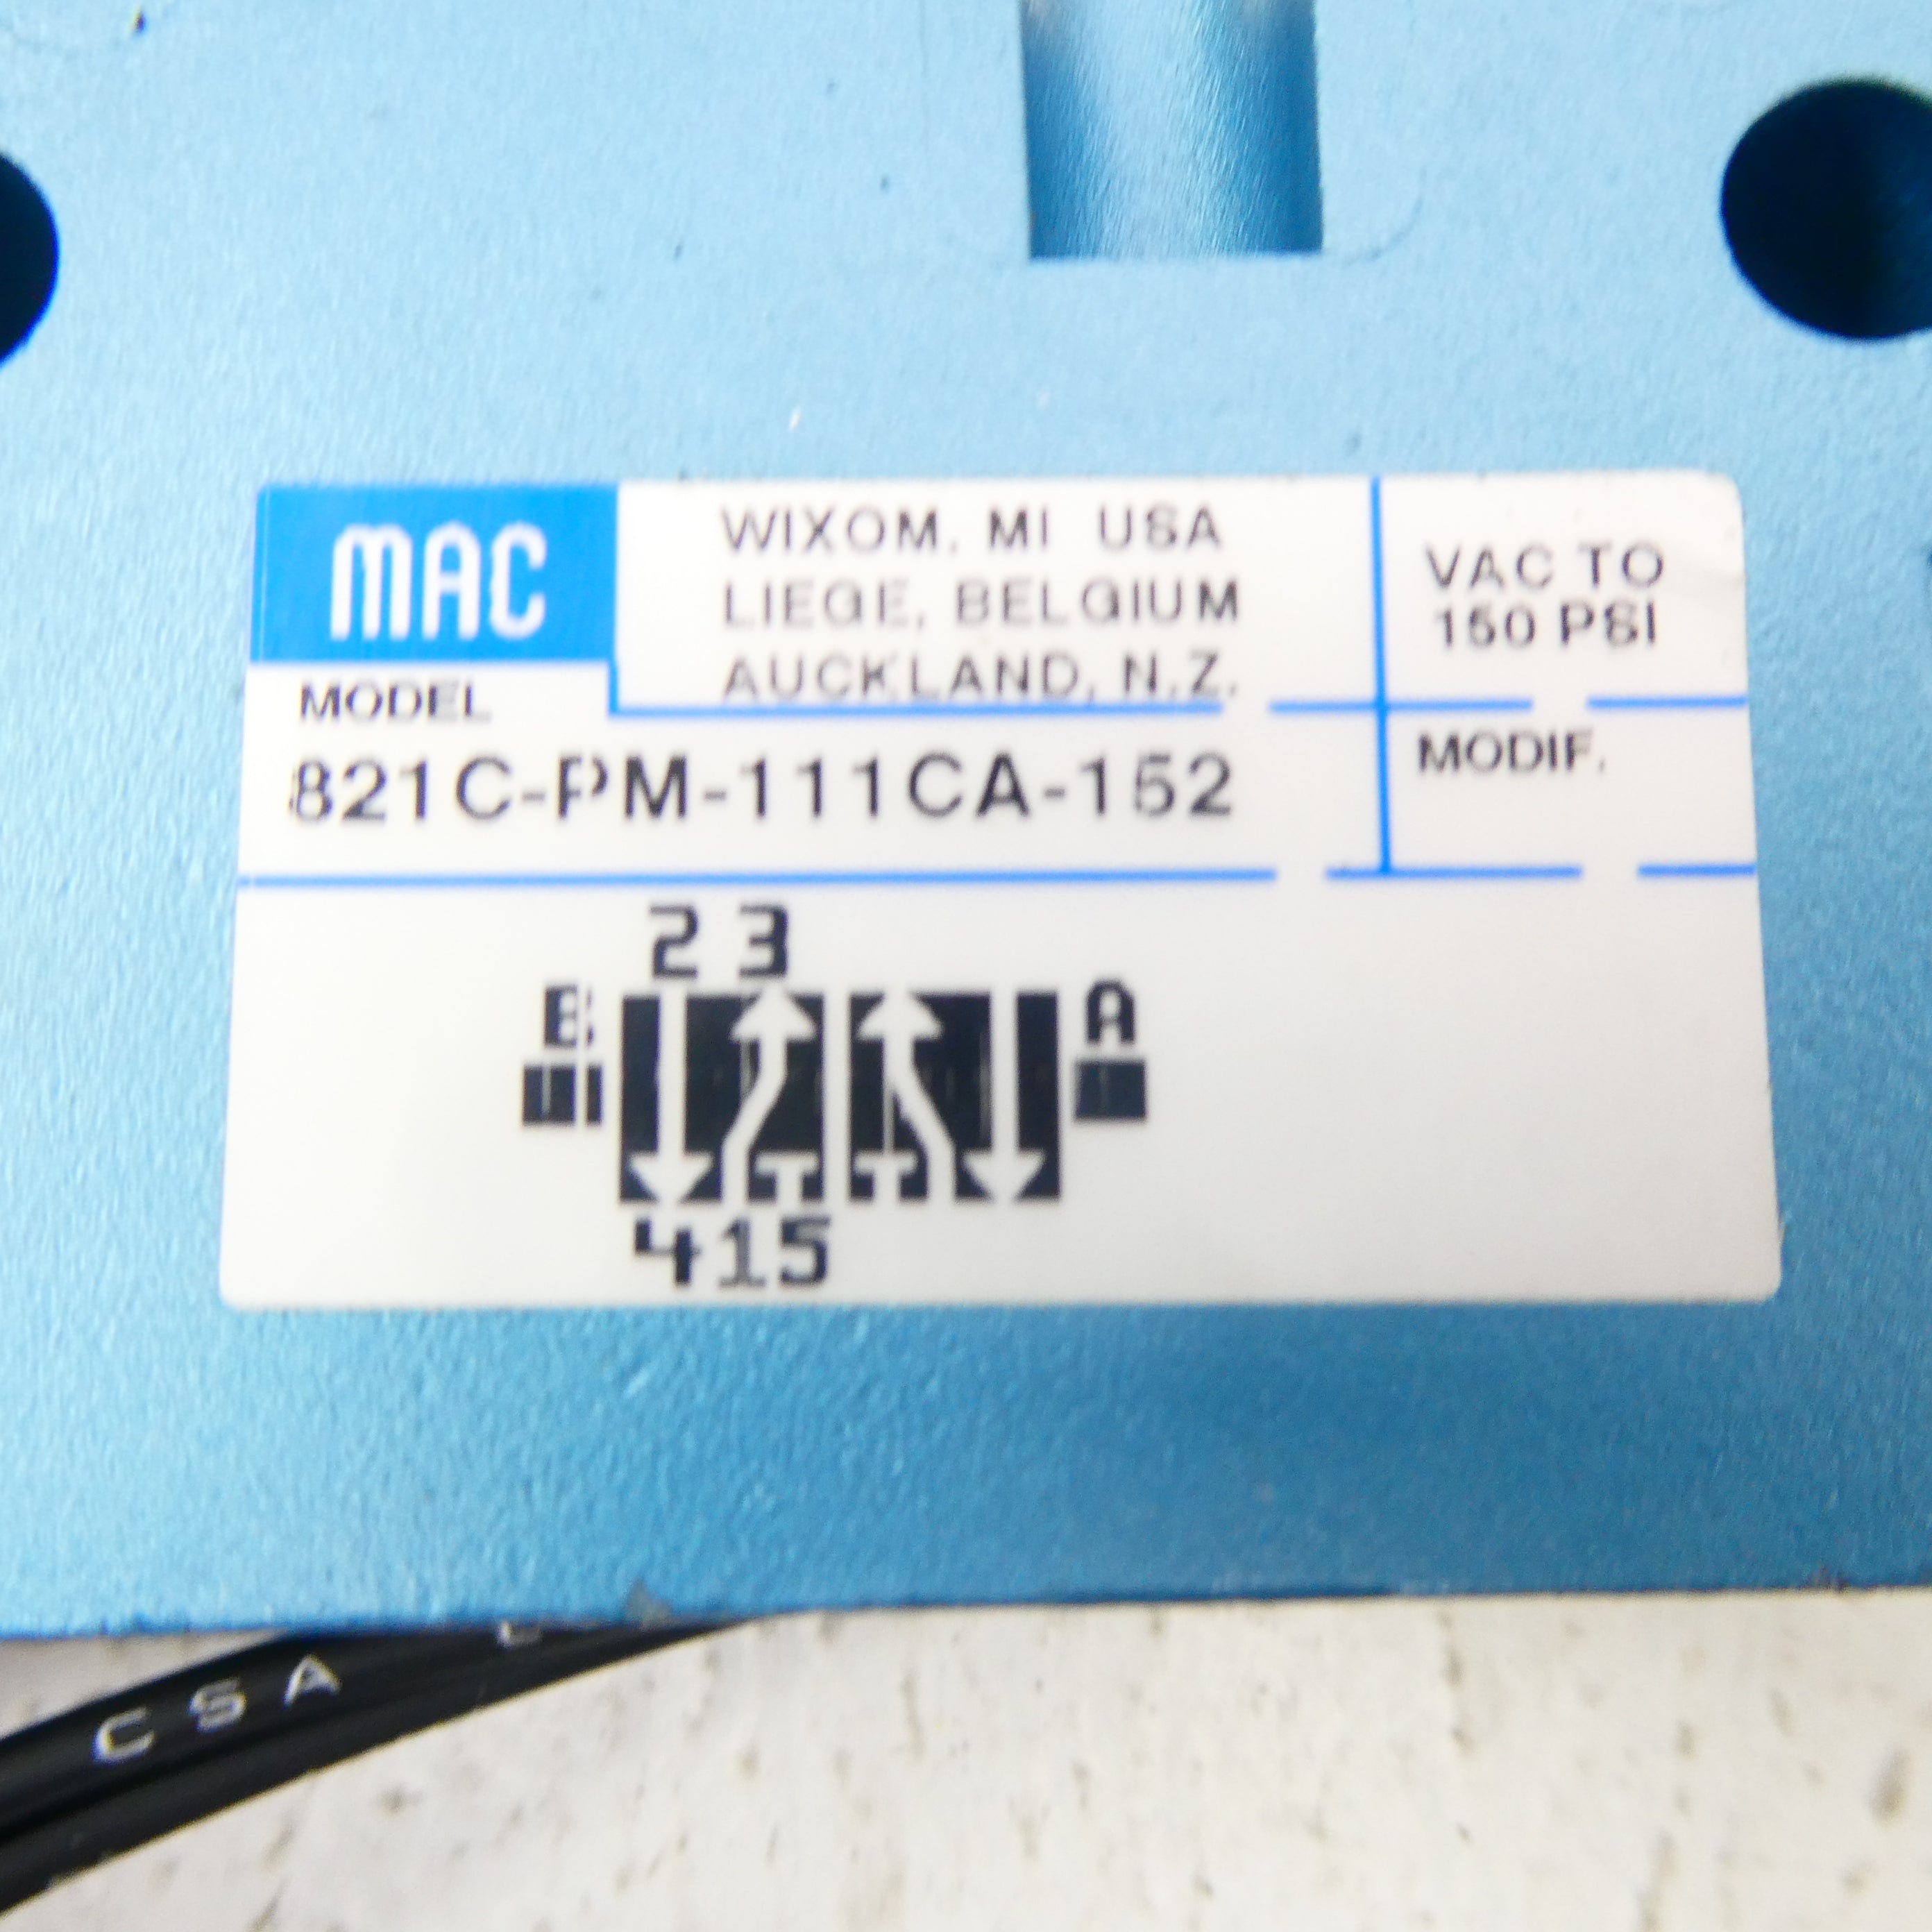 MAC
WIXOM, MI USA
LIEGE, BELGIUM
AUCKLAND, N.Z.
VAC TO
150 PSI
MODEL
821C-PM-111CA-152
MODIF.
2 3
B
A
4 1 5
C S A